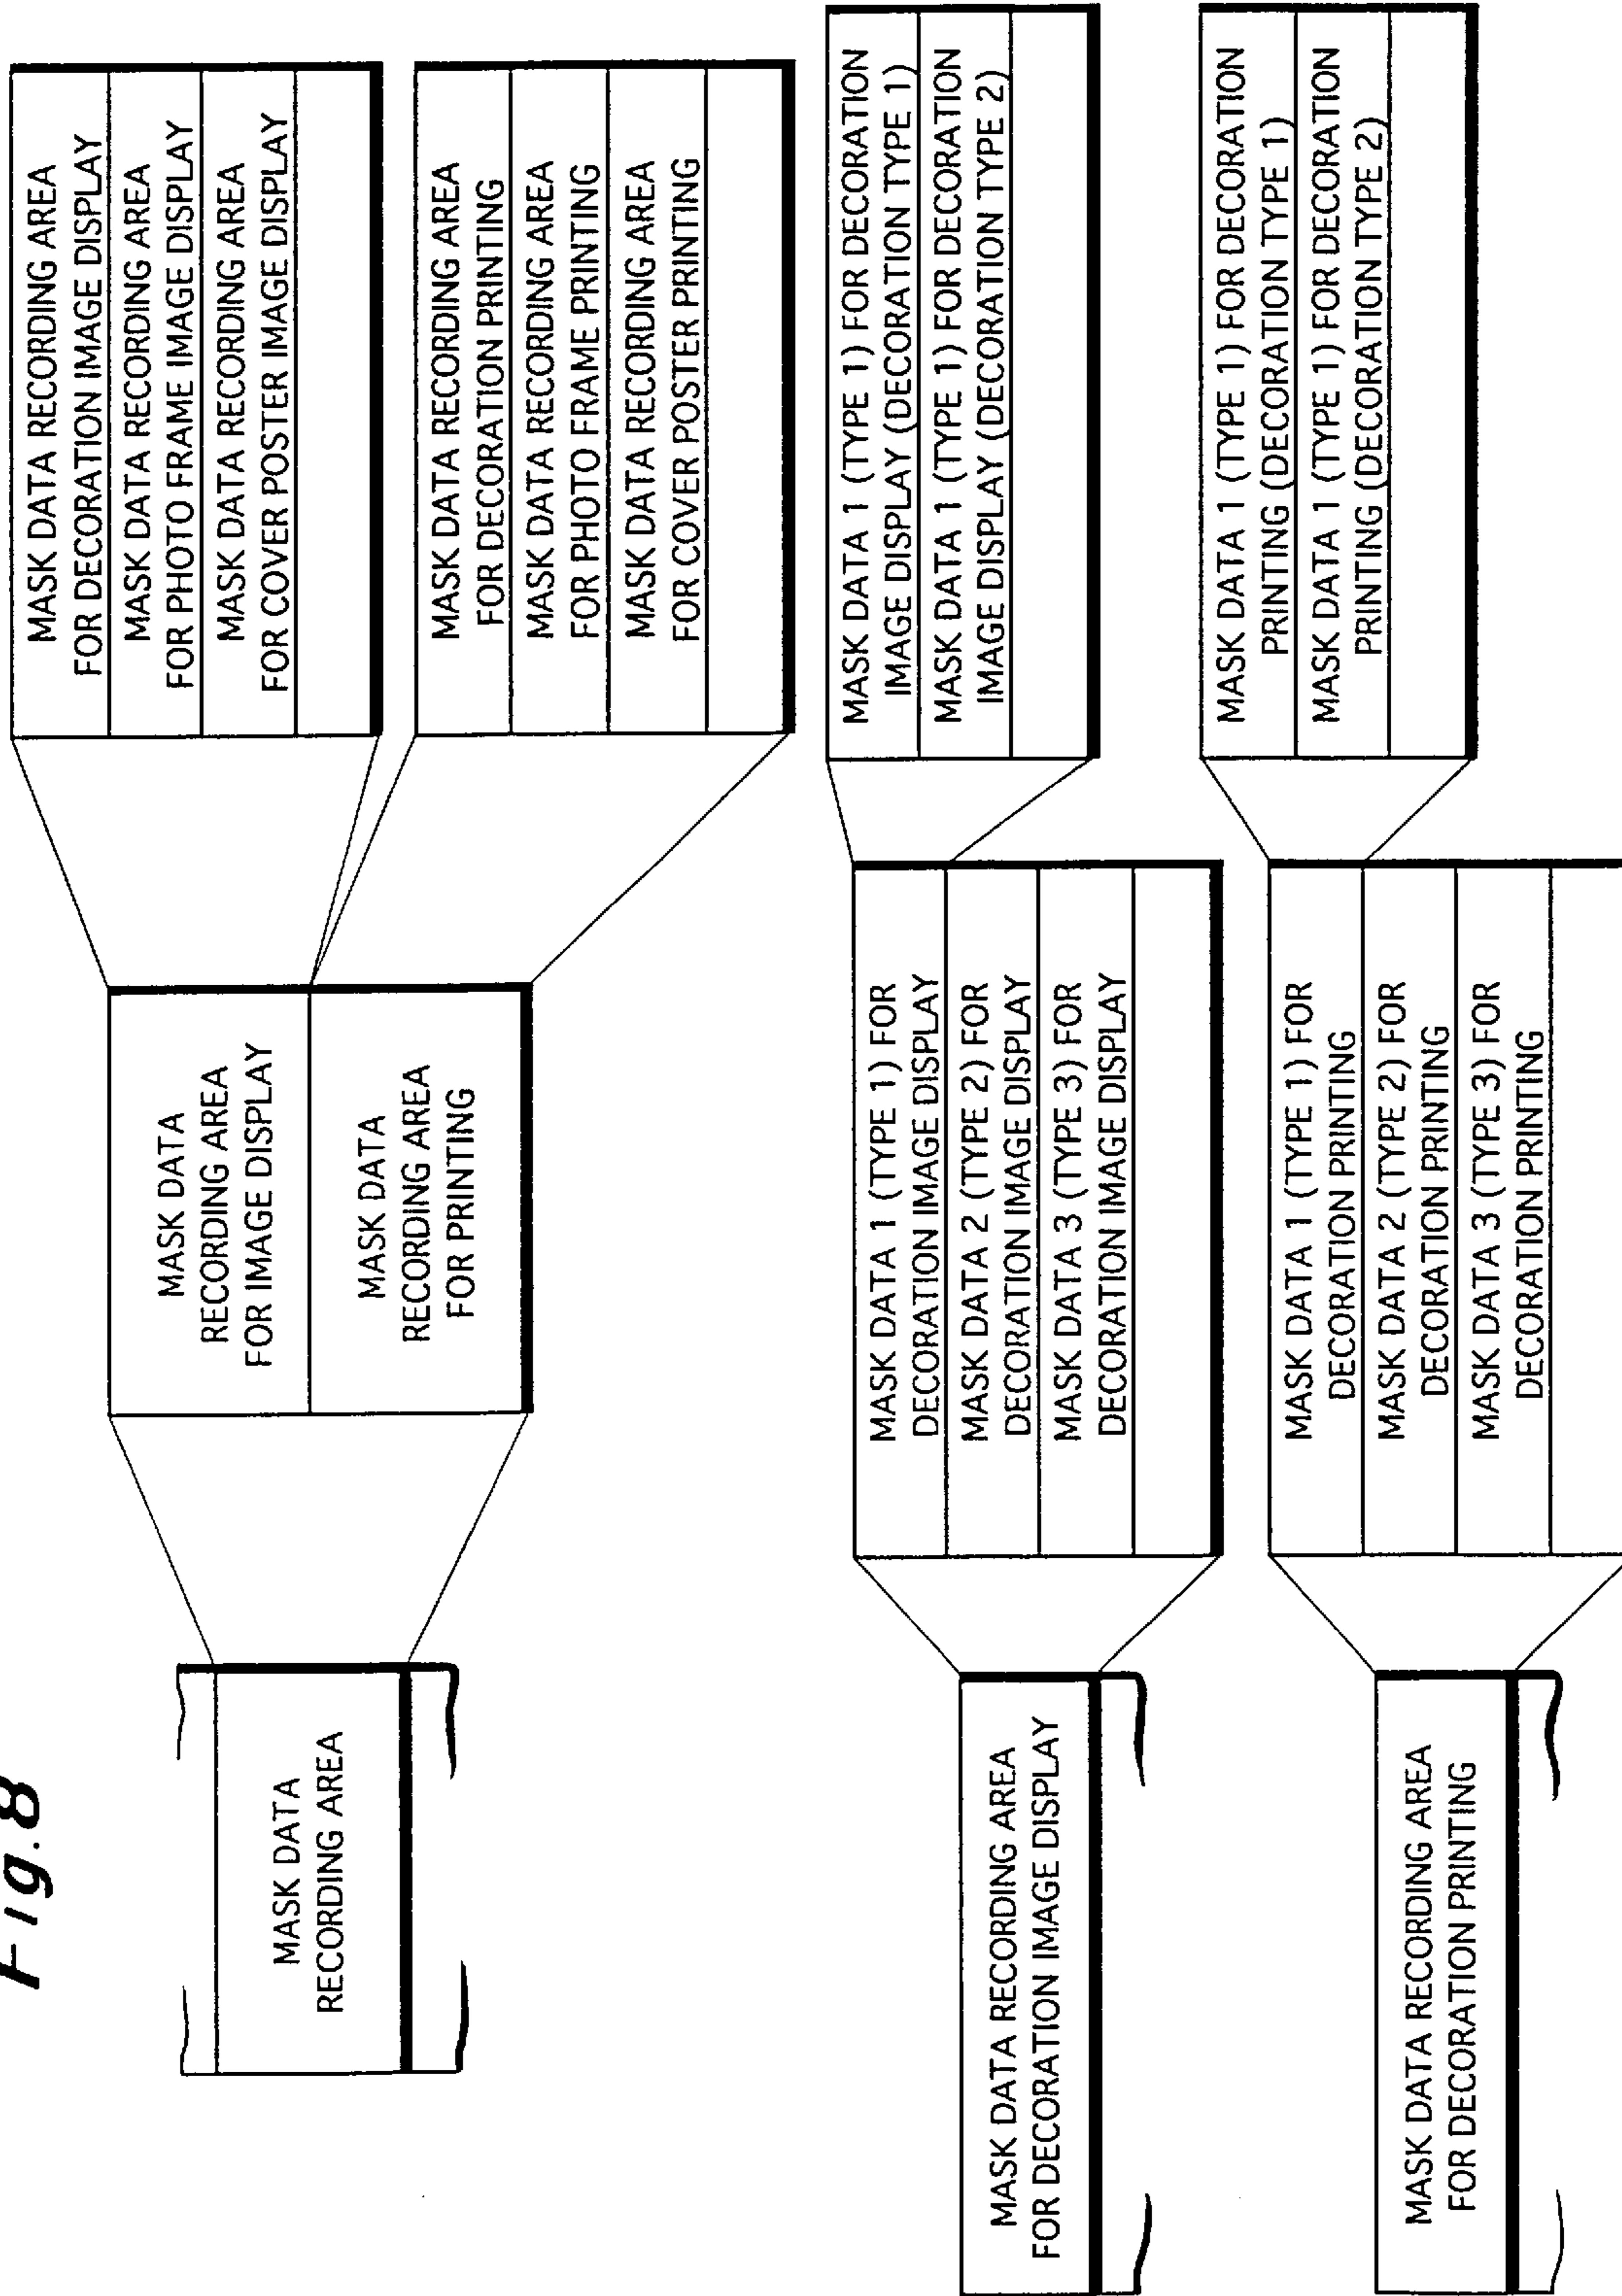 Fig.8
MASK DATA
RECORDING AREA
MASK DATA
RECORDING AREA
FOR IMAGE DISPLAY
MASK DATA
RECORDING AREA
FOR PRINTING
MASK DATA RECORDING AREA
FOR DECORATION IMAGE DISPLAY
MASK DATA RECORDING AREA
FOR PHOTO FRAME IMAGE DISPLAY
MASK DATA RECORDING AREA
FOR COVER POSTER IMAGE DISPLAY
MASK DATA RECORDING AREA
FOR DECORATION PRINTING
MASK DATA RECORDING AREA
FOR PHOTO FRAME PRINTING
MASK DATA RECORDING AREA
FOR COVER POSTER PRINTING
MASK DATA RECORDING AREA
FOR DECORATION IMAGE DISPLAY
MASK DATA 1 (TYPE 1) FOR
DECORATION IMAGE DISPLAY
MASK DATA 2 (TYPE 2) FOR
DECORATION IMAGE DISPLAY
MASK DATA 3 (TYPE 3) FOR
DECORATION IMAGE DISPLAY
MASK DATA 1 (TYPE 1) FOR DECORATION
IMAGE DISPLAY (DECORATION TYPE 1)
MASK DATA 1 (TYPE 1) FOR DECORATION
IMAGE DISPLAY (DECORATION TYPE 2)
MASK DATA RECORDING AREA
FOR DECORATION PRINTING
MASK DATA 1 (TYPE 1) FOR
DECORATION PRINTING
MASK DATA 2 (TYPE 2) FOR
DECORATION PRINTING
MASK DATA 3 (TYPE 3) FOR
DECORATION PRINTING
MASK DATA 1 (TYPE 1) FOR DECORATION
PRINTING (DECORATION TYPE 1)
MASK DATA 1 (TYPE 1) FOR DECORATION
PRINTING (DECORATION TYPE 2)